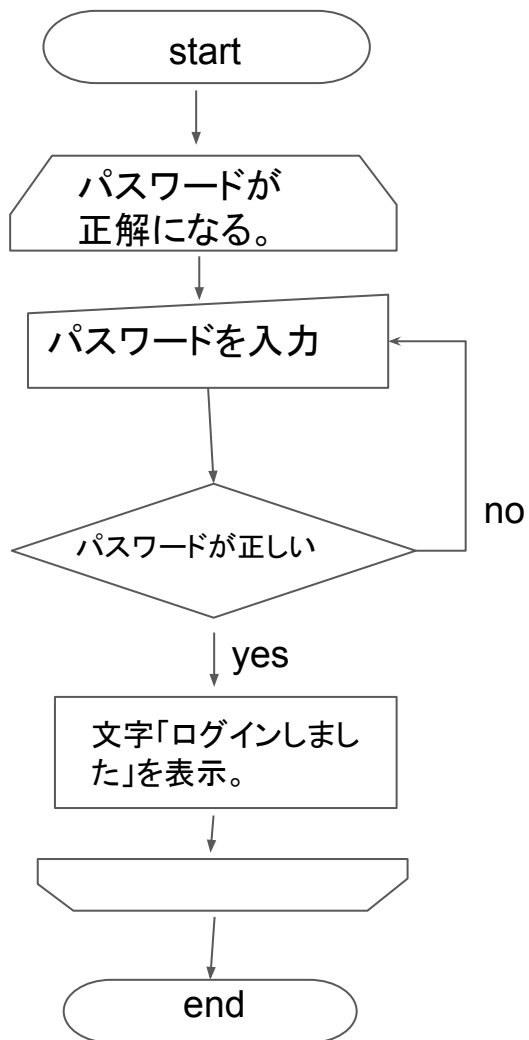 start
パスワードが
正解になる。
パスワードを入力
パスワードが正しい
no
yes
文字「ログインしまし
た」を表示。
end